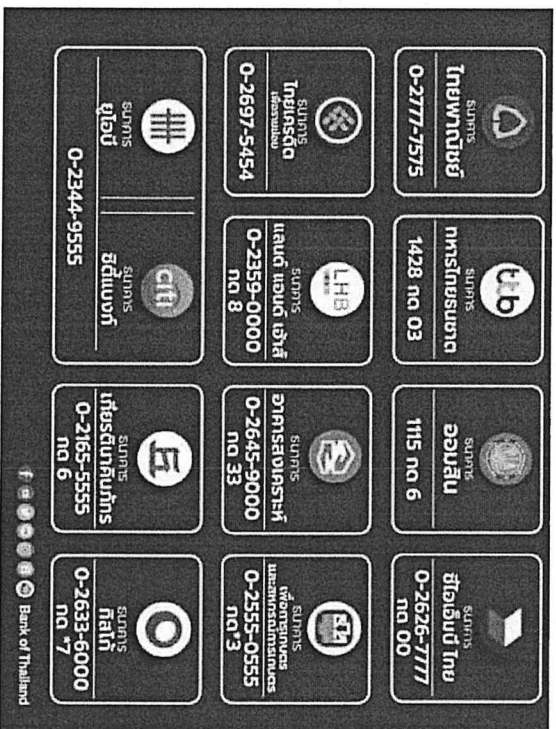 ธนาคาร
ไทยพาณิชย์
0-2777-7575
ttb
ธนาคาร
ทหารไทยธนชาต
1428 กด 03
ธนาคาร
ออมสิน
1115 กด 6
ธนาคาร
ซีไอเอ็มบี ไทย
0-2626-7777
กด 00
ธนาคาร
ไทยเครดิต
เพื่อรายย่อย
0-2697-5454
LHB
ธนาคาร
แลนด์ แอนด์ เฮ้าส์
0-2359-0000
กด 8
ธนาคาร
อาคารสงเคราะห์
0-2645-9000
กด 33
ธนาคาร
เพื่อการเกษตร
และสหกรณ์การเกษตร
0-2555-0555
กด*3
ธนาคาร
ยูโอบี
citi
ธนาคาร
ซิตี้แบงก์
0-2344-9555
ธนาคาร
เกียรตินาคินภัทร
0-2165-5555
กด 6
ธนาคาร
ทิสโก้
0-2633-6000
กด *7
Bank of Thailand